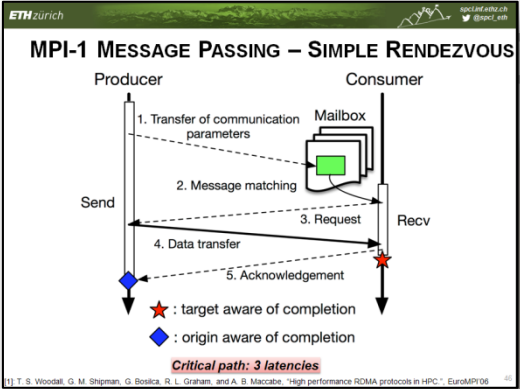 ETHzürich
spcl.inf.ethz.ch
@spcl_eth
MPI-1 MESSAGE PASSING – SIMPLE RENDEZVOUS
Producer
Consumer
1. Transfer of communication
parameters
Mailbox
2. Message matching
Send
3. Request
Recv
4. Data transfer
5. Acknowledgement
: target aware of completion
: origin aware of completion
Critical path: 3 latencies
[1]: T. S. Woodall, G. M. Shipman, G. Bosilca, R. L. Graham, and A. B. Maccabe, "High performance RDMA protocols in HPC.", EuroMPI'06
46